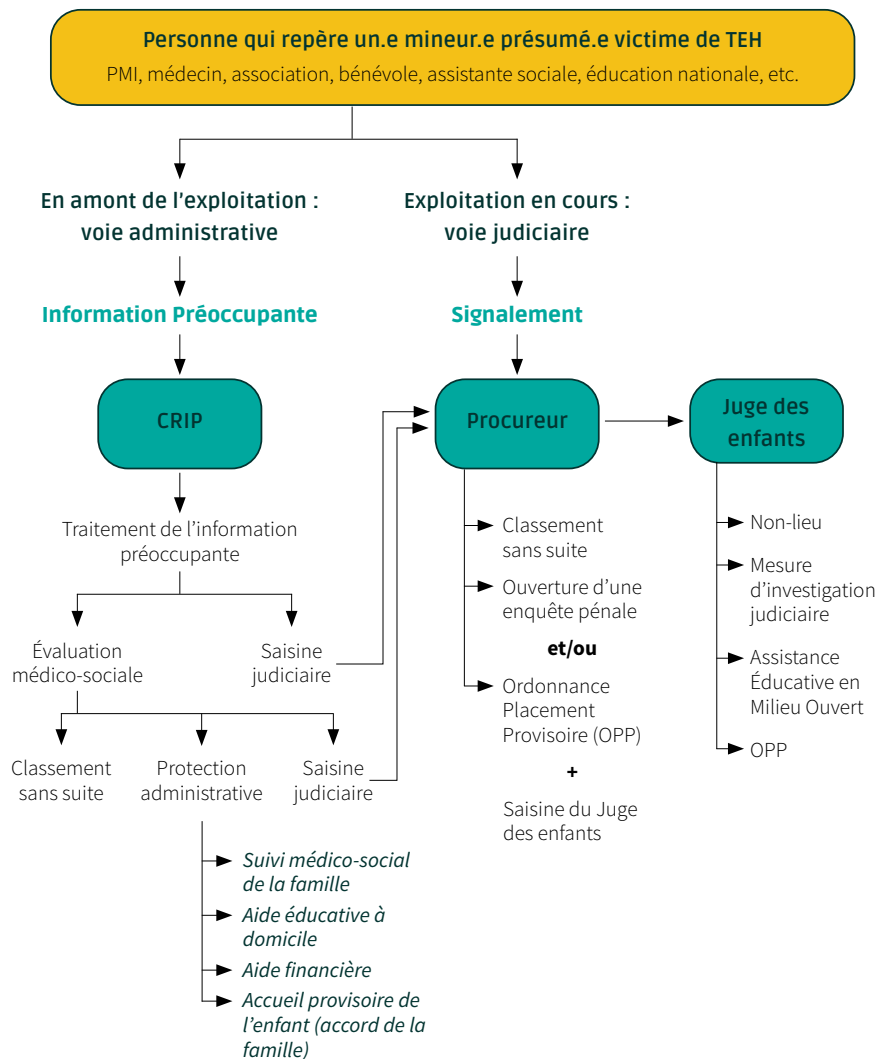 Personne qui repère un.e mineur.e présumé.e victime de TEH
PMI, médecin, association, bénévole, assistante sociale, éducation nationale, etc.
En amont de l'exploitation :
voie administrative
Information Préoccupante
CRIP
Traitement de l'information
préoccupante
Évaluation
médico-sociale
Saisine
judiciaire
Classement
sans suite
Protection
administrative
Saisine
judiciaire
Suivi médico-social
de la famille
Aide éducative à
domicile
Aide financière
Accueil provisoire de
l'enfant (accord de la
famille)
Exploitation en cours :
voie judiciaire
Signalement
Procureur
Classement
sans suite
Ouverture d'une
enquête pénale
et/ou
Ordonnance
Placement
Provisoire (OPP)
+
Saisine du Juge
des enfants
Juge des
enfants
Non-lieu
Mesure
d'investigation
judiciaire
Assistance
Éducative en
Milieu Ouvert
OPP